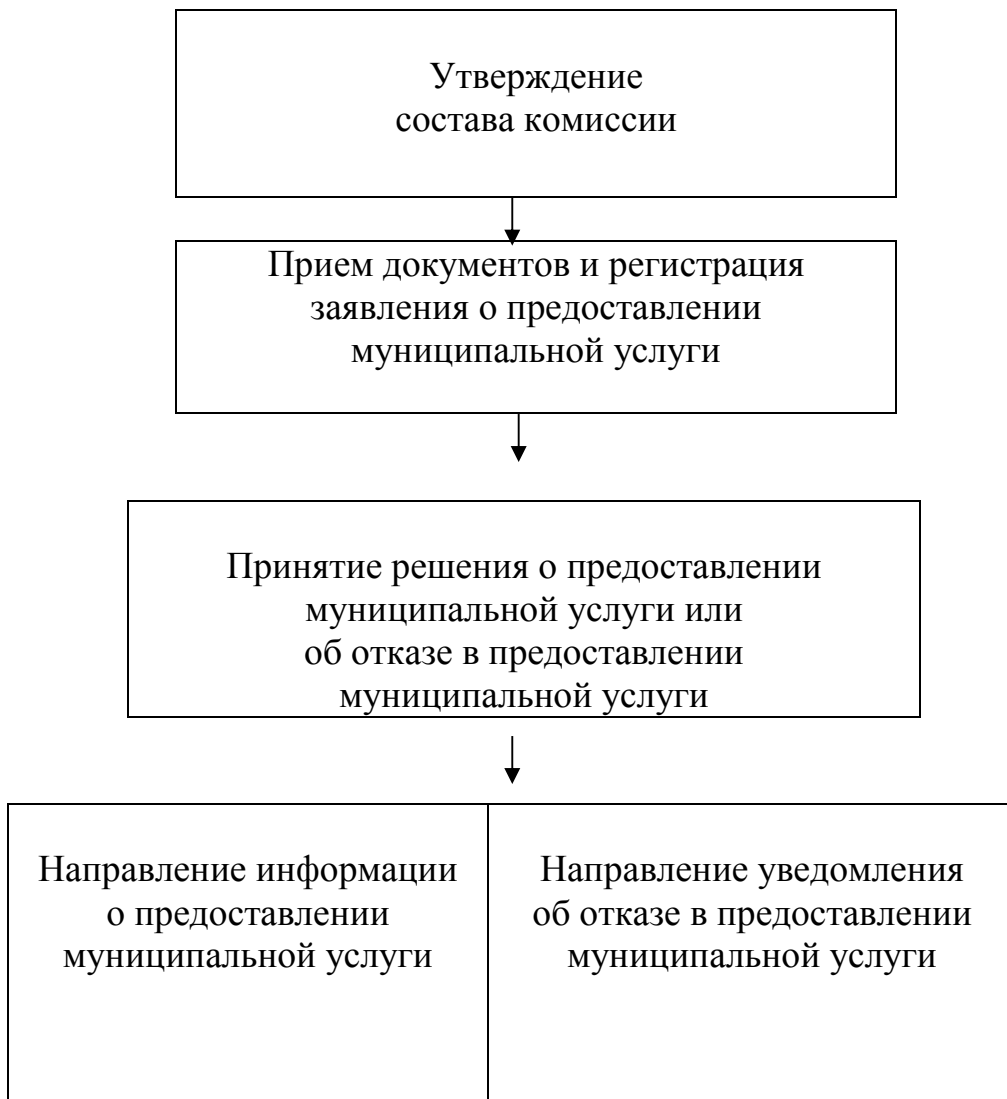 Утверждение
состава комиссии
Прием документов и регистрация
заявления о предоставлении
муниципальной услуги
Принятие решения о предоставлении
муниципальной услуги или
об отказе в предоставлении
муниципальной услуги
Направление информации
о предоставлении
муниципальной услуги
Направление уведомления
об отказе в предоставлении
муниципальной услуги